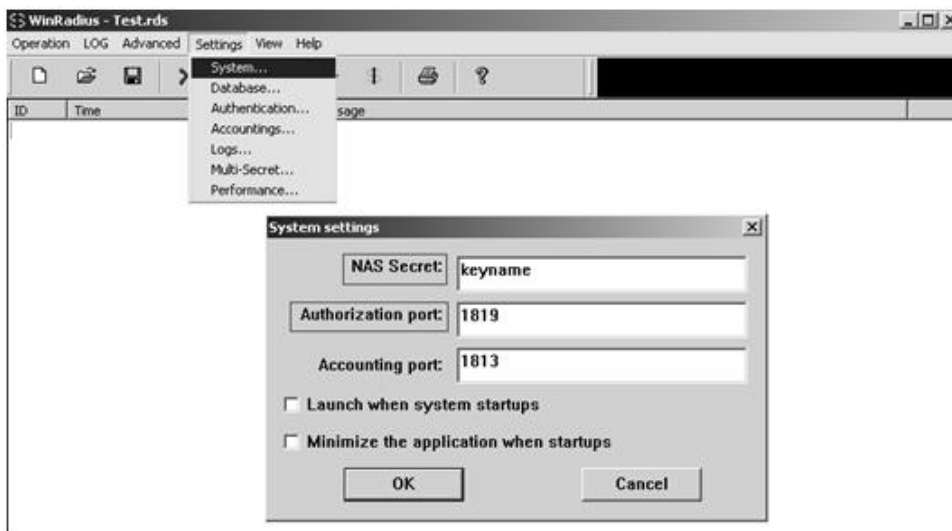 WinRadius - Test.rds
Operation LOG Advanced Settings View Help
System...
Database...
Authentication...
Accountings...
Logs...
Multi-Secret...
Performance...
ID Time sage
System settings
NAS Secret: keyname
Authorization port: 1819
Accounting port: 1813
Launch when system startups
Minimize the application when startups
OK Cancel